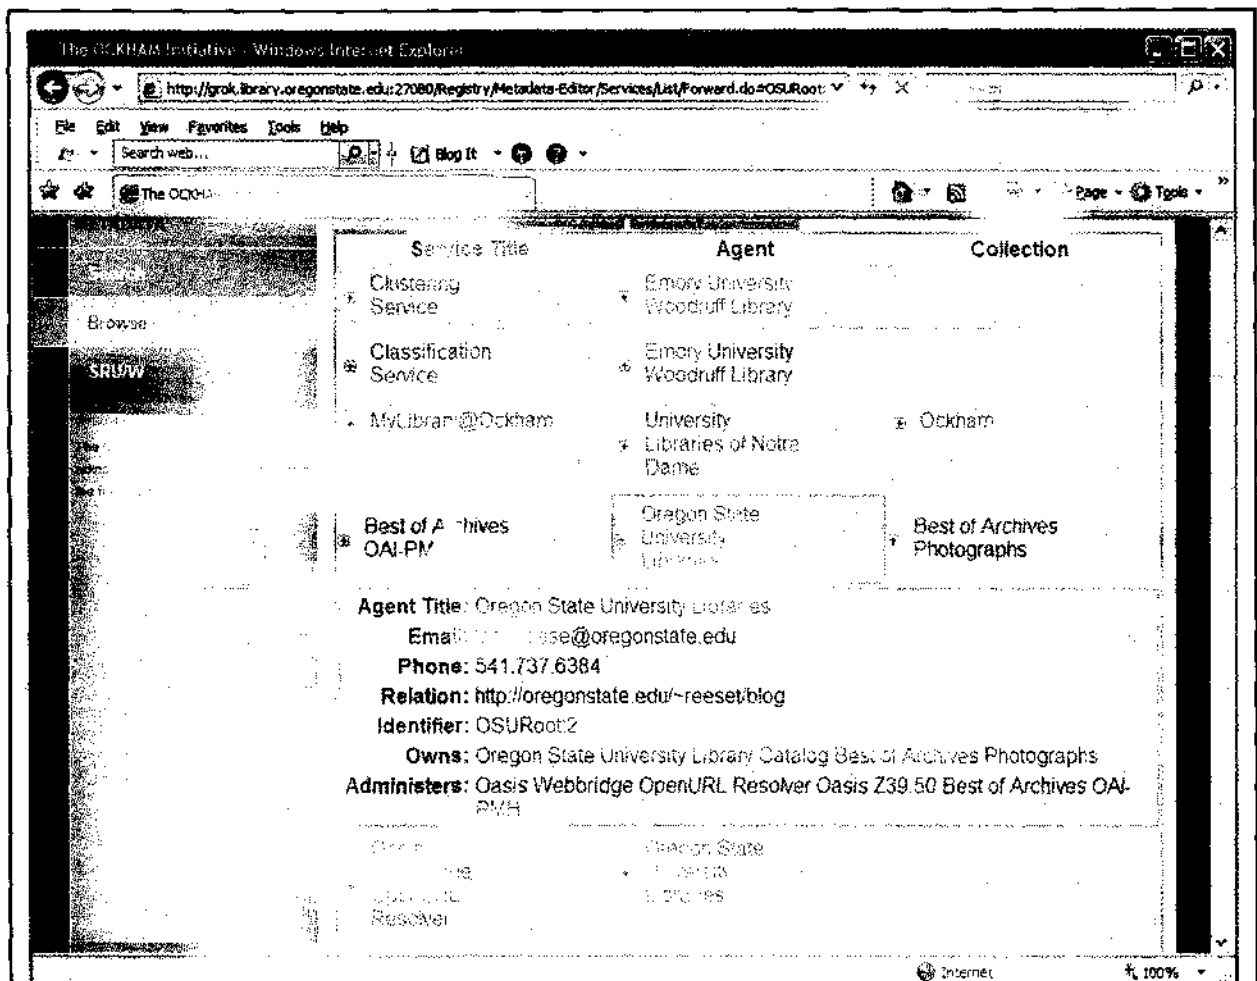 The OCKHAM Initiative - Windows Internet Explorer
http://grok.library.oregonstate.edu:27080/Registry/Metadata-Editor/Services/List/Forward.do=OSURoot:
File Edit View Favorites Tools Help
Search web... Blog It
The OCKHA
Page Tools
METADATA
Search
Browse
SRU/W
Service Title Agent Collection
Clustering Service
Emory University Woodruff Library
Classification Service
Emory University Woodruff Library
MyLibrary@Ockham
University Libraries of Notre Dame
Ockham
Best of Archives
OAI-PM
Oregon State
University
Libraries
Best of Archives
Photographs
Agent Title: Oregon State University Libraries
Email: @oregonstate.edu
Phone: 541.737.6384
Relation: http://oregonstate.edu/~reeset/blog
Identifier: OSURoot:2
Owns: Oregon State University Library Catalog Best of Archives Photographs
Administers: Oasis Webbridge OpenURL Resolver Oasis Z39.50 Best of Archives OAI-
PMH
Resolver
Oregon State
Internet 100%